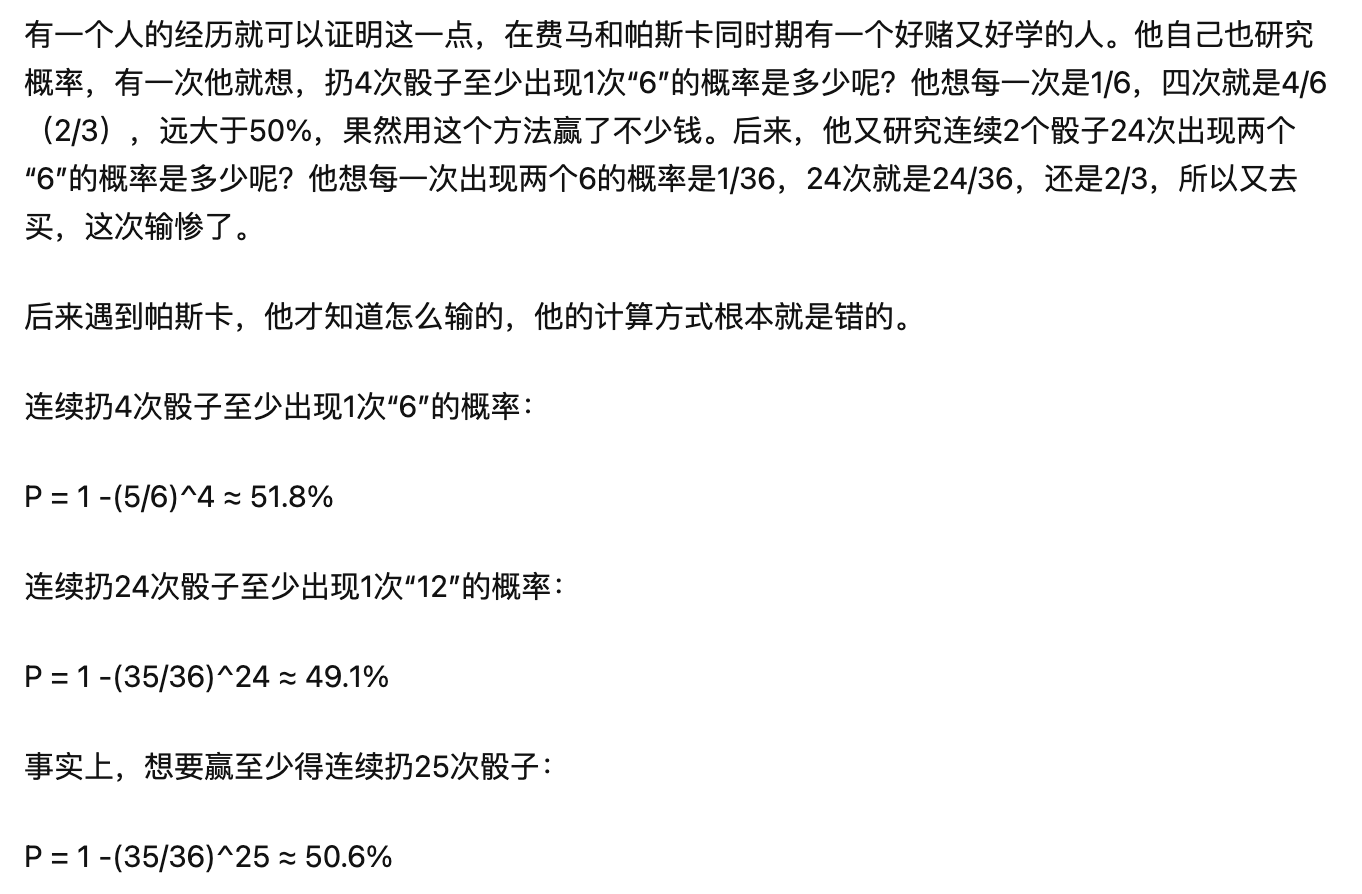 有一个人的经历就可以证明这一点，在费马和帕斯卡同时期有一个好赌又好学的人。他自己也研究
概率，有一次他就想，扔4次骰子至少出现1次“6”的概率是多少呢？他想每一次是1/6，四次就是4/6
（2/3），远大于50%，果然用这个方法赢了不少钱。后来，他又研究连续2个骰子24次出现两个
“6”的概率是多少呢？他想每一次出现两个6的概率是1/36，24次就是24/36，还是2/3，所以又去
买，这次输惨了。
后来遇到帕斯卡，他才知道怎么输的，他的计算方式根本就是错的。
连续扔4次骰子至少出现1次“6”的概率：
P = 1 -(5/6)^4 ≈ 51.8%
连续扔24次骰子至少出现1次“12”的概率：
P = 1 -(35/36)^24 ≈ 49.1%
事实上，想要赢至少得连续扔25次骰子：
P = 1 -(35/36)^25 ≈ 50.6%